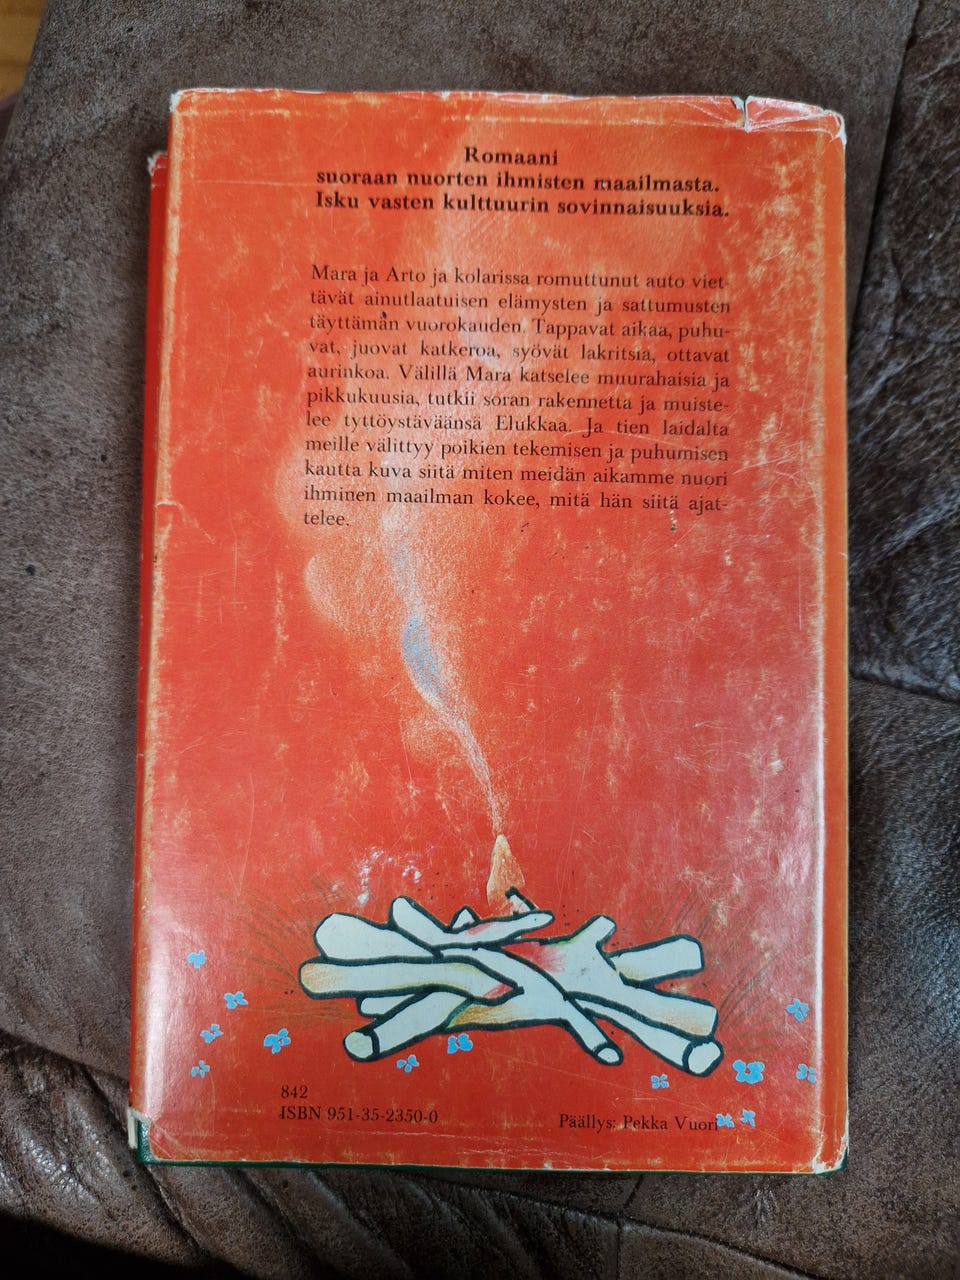 Romaani
suoraan nuorten ihmisten maailmasta.
Isku vasten kulttuurin sovinnaisuuksia.
Mara ja Arto ja kolarissa romuttunut auto viet-
tävät ainutlaatuisen elämysten ja sattumusten
täyttämän vuorokauden. Tappavat aikaa, puhu-
vat, juovat katkeroa, syövät lakritsia, ottavat
aurinkoa. Välillä Mara katselee muurahaisia ja
pikkukuusia, tutkii soran rakennetta ja muiste-
lee tyttöystäväänsä Elukkaa. Ja tien laidalta
meille välittyy poikien tekemisen ja puhumisen
kautta kuva siitä miten meidän aikamme nuori
ihminen maailman kokee, mitä hän siitä ajat-
telee.
842
ISBN 951-35-2350-0
Päällys: Pekka Vuori